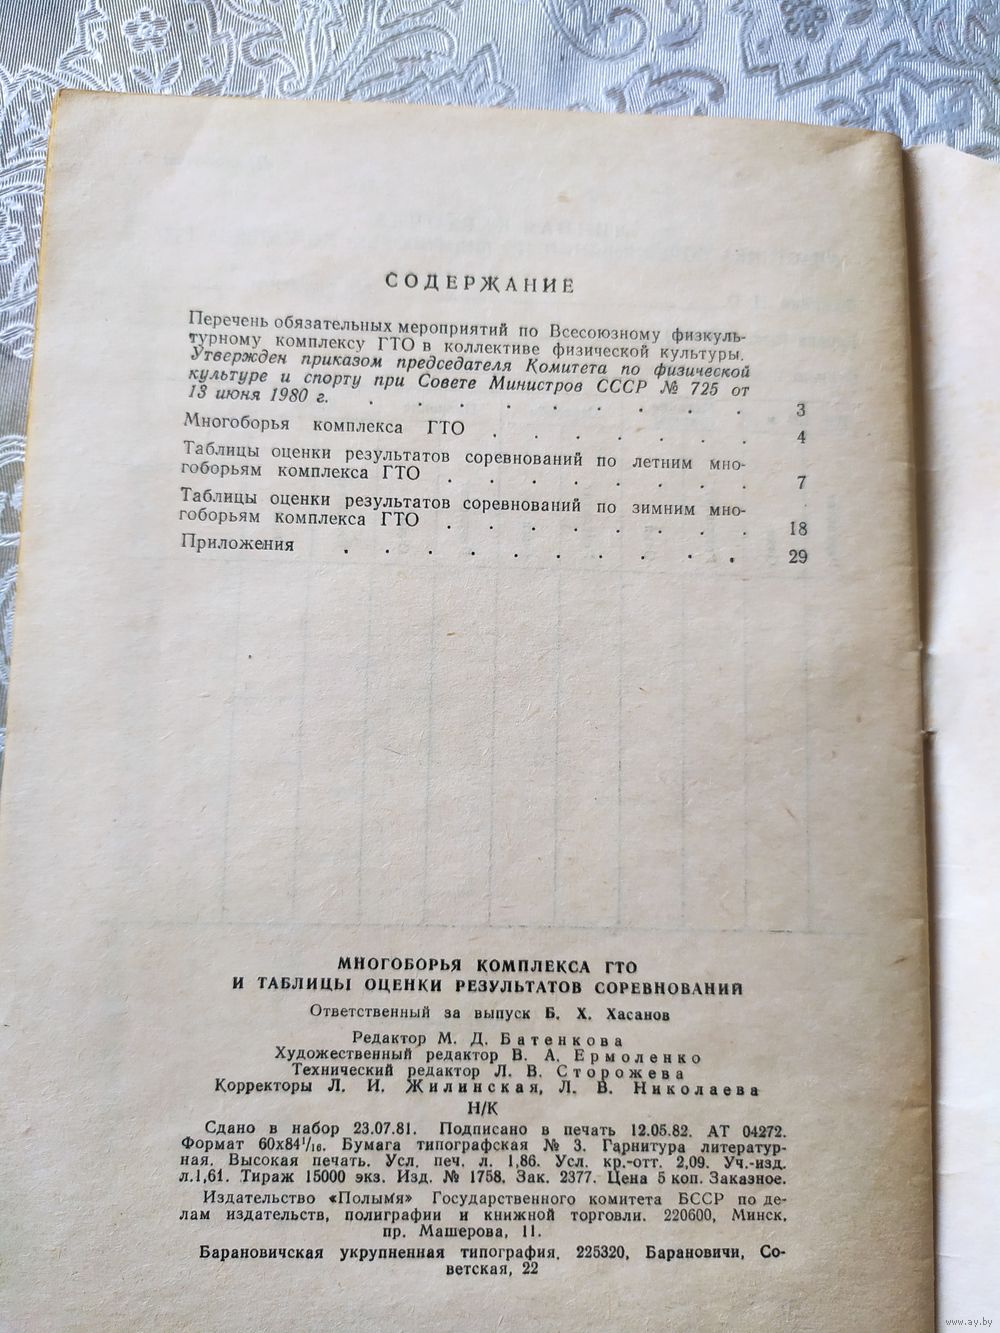 СОДЕРЖАНИЕ
Перечень обязательных мероприятий по Всесоюзному физкуль-
турному комплексу ГТО в коллективе физической культуры.
Утвержден приказом председателя Комитета по физической
культуре и спорту при Совете Министров СССР № 725 от
13 июня 1980 г. . . . . . . . . . 3
Многоборья комплекса ГТО . . . . . . . 4
Таблицы оценки результатов соревнований по летним мно-
гоборьям комплекса ГТО . . . . . . . . 7
Таблицы оценки результатов соревнований по зимним мно-
гоборьям комплекса ГТО . . . . . . . . 18
Приложения . . . . . . . . . . 29
МНОГОБОРЬЯ КОМПЛЕКСА ГТО
И ТАБЛИЦЫ ОЦЕНКИ РЕЗУЛЬТАТОВ СОРЕВНОВАНИЙ
Ответственный за выпуск Б. Х. Хасанов
Редактор М. Д. Батенкова
Художественный редактор В. А. Ермоленко
Технический редактор Л. В. Сторожева
Корректоры Л. И. Жилинская, Л. В. Николаева
Н/К
Сдано в набор 23.07.81. Подписано в печать 12.05.82. АТ 04272.
Формат 60х84¹/₁₆. Бумага типографская № 3. Гарнитура литератур-
ная. Высокая печать. Усл. печ. л. 1,86. Усл. кр.-отт. 2,09. Уч.-изд.
л.1,61. Тираж 15000 экз. Изд. № 1758. Зак. 2377. Цена 5 коп. Заказное.
Издательство «Полымя» Государственного комитета БССР по де-
лам издательств, полиграфии и книжной торговли. 220600, Минск,
пр. Машерова, 11.
Барановичская укрупненная типография. 225320, Барановичи, Со-
ветская, 22
www.ay.by